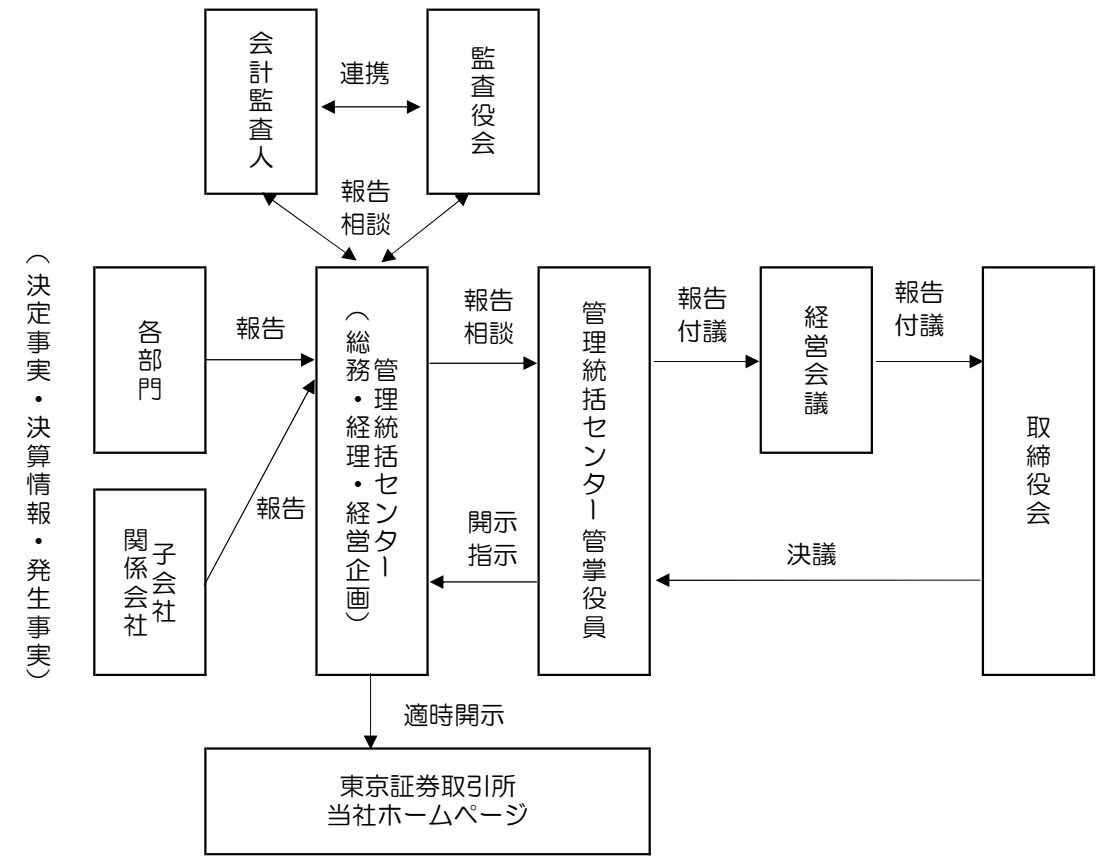 会計監査人
連携
監査役会
報告
相談
（決定事実・決算情報・発生事実）
各部門
報告
子会社
関係会社
報告
管理統括センター
（総務・経理・経営企画）
報告
相談
開示
指示
管理統括センター管掌役員
報告
付議
経営会議
報告
付議
決議
取締役会
適時開示
東京証券取引所
当社ホームページ